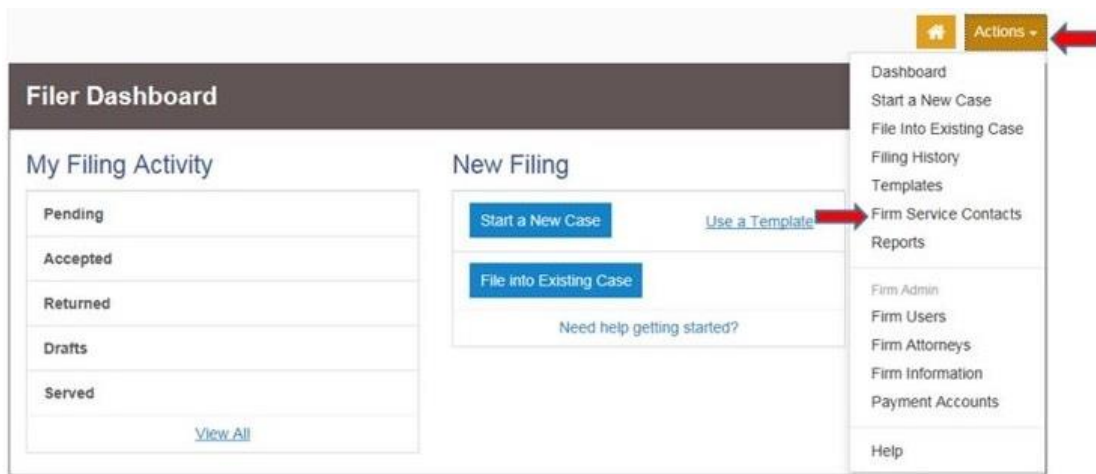 Actions
Filer Dashboard
My Filing Activity
Pending
Accepted
Returned
Drafts
Served
View All
New Filing
Start a New Case
Use a Template
File into Existing Case
Need help getting started?
Dashboard
Start a New Case
File Into Existing Case
Filing History
Templates
Firm Service Contacts
Reports
Firm Admin
Firm Users
Firm Attorneys
Firm Information
Payment Accounts
Help